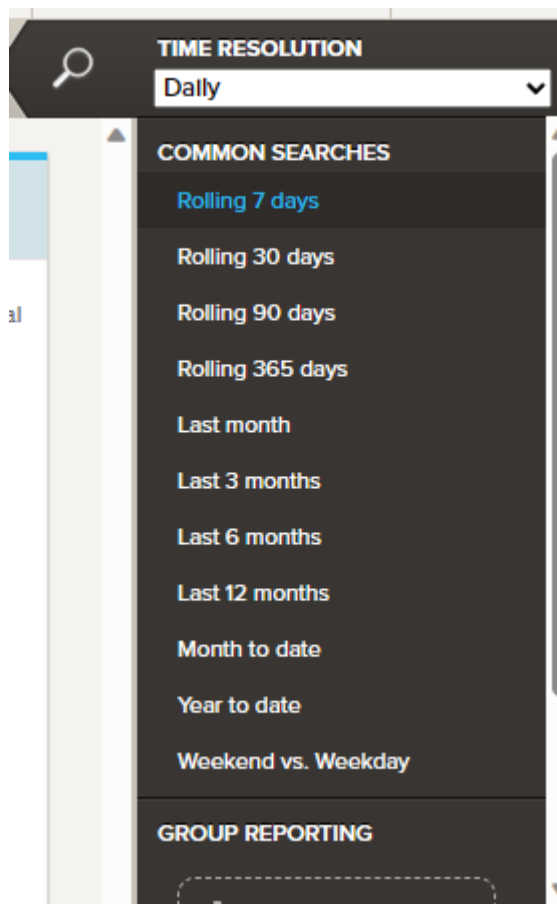 TIME RESOLUTION
Daily
COMMON SEARCHES
Rolling 7 days
Rolling 30 days
al
Rolling 90 days
Rolling 365 days
Last month
Last 3 months
Last 6 months
Last 12 months
Month to date
Year to date
Weekend vs. Weekday
GROUP REPORTING